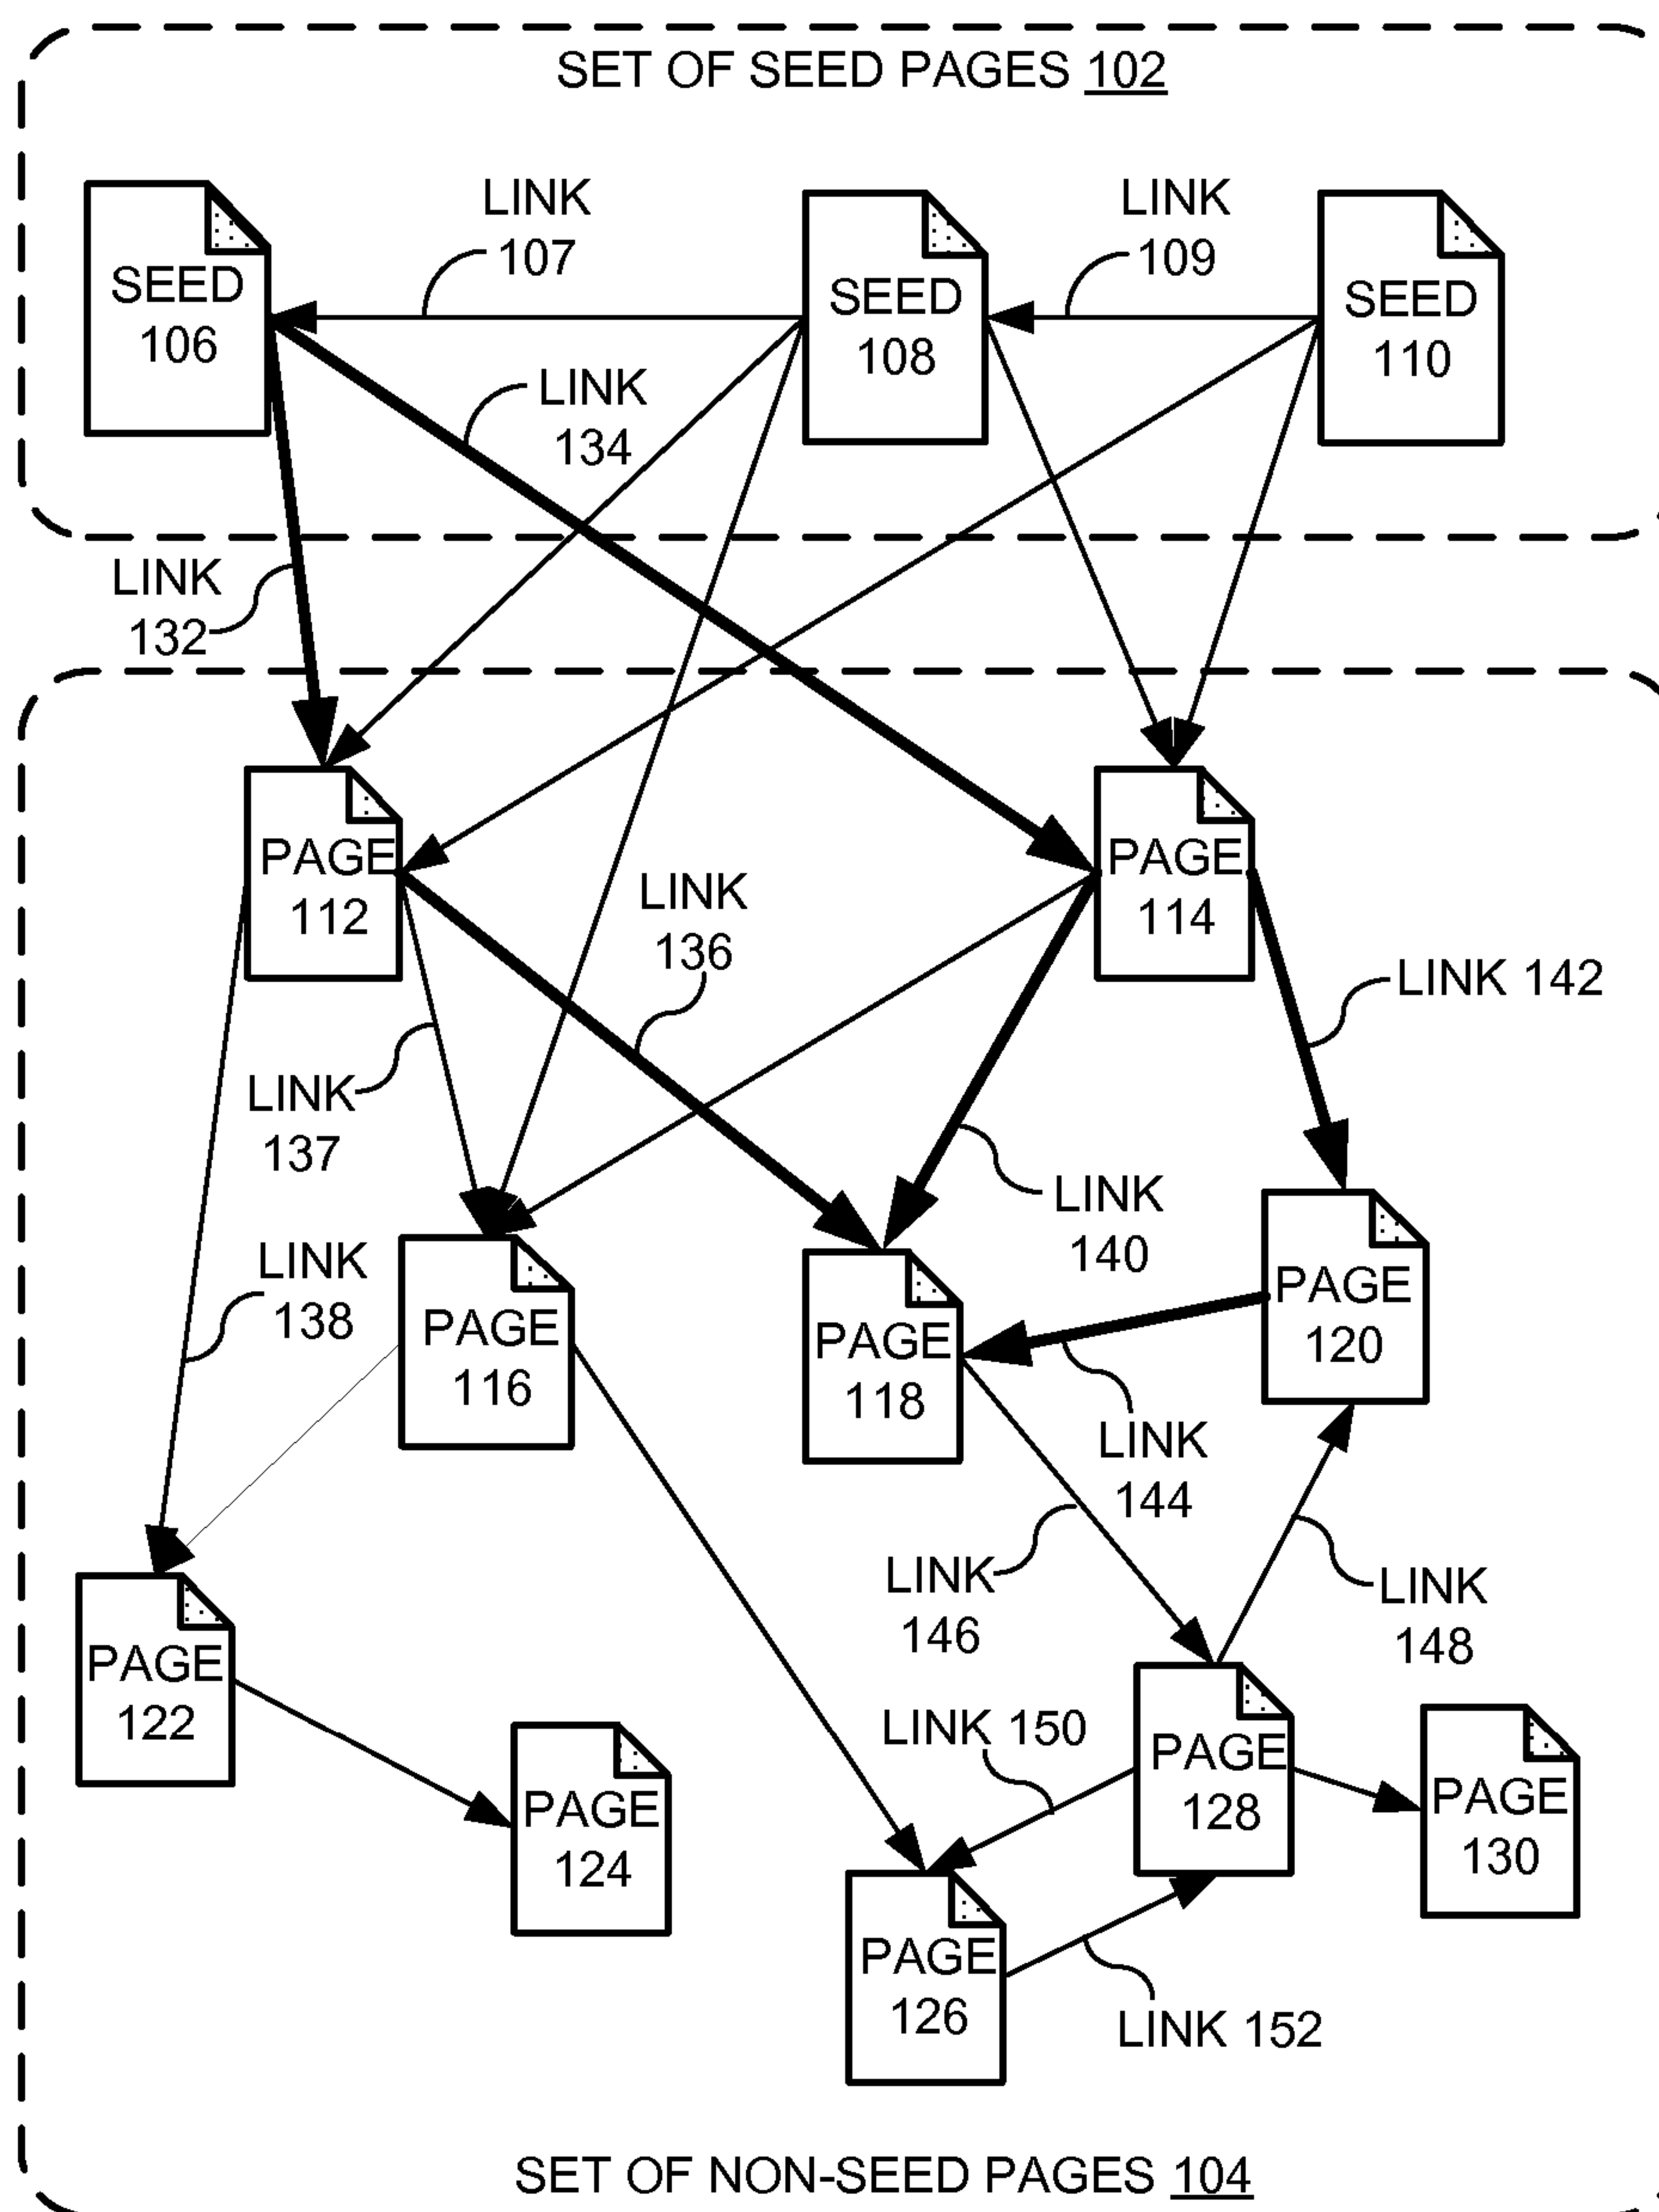 SET OF SEED PAGES 102
LINK
107
LINK
109
SEED
106
SEED
108
SEED
110
LINK
134
LINK
132
PAGE
112
PAGE
114
LINK
136
LINK 142
LINK
137
LINK
140
LINK
138
PAGE
116
PAGE
118
PAGE
120
LINK
144
LINK
146
LINK
148
PAGE
122
PAGE
124
LINK 150
PAGE
128
PAGE
130
PAGE
126
LINK 152
SET OF NON-SEED PAGES 104